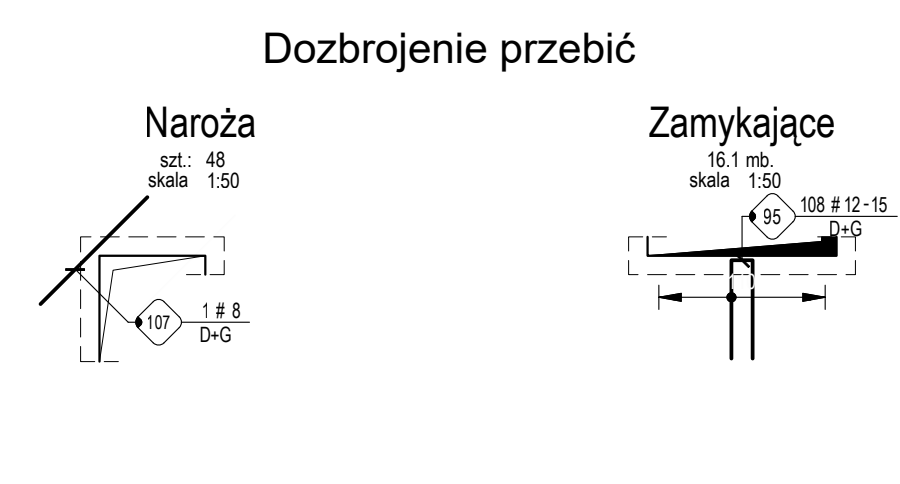 Dozbrojenie przebić
Naroża
szt.: 48
skala 1:50
107
1 # 8
D+G
Zamykające
16.1 mb.
skala 1:50
95
108 # 12-15
D+G